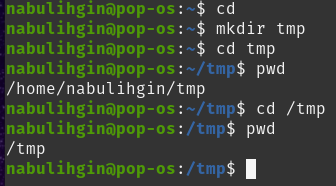 nabulihgin@pop-os:~$ cd
nabulihgin@pop-os:~$ mkdir tmp
nabulihgin@pop-os:~$ cd tmp
nabulihgin@pop-os:~/tmp$ pwd
/home/nabulihgin/tmp
nabulihgin@pop-os:~/tmp$ cd /tmp
nabulihgin@pop-os:/tmp$ pwd
/tmp
nabulihgin@pop-os:/tmp$